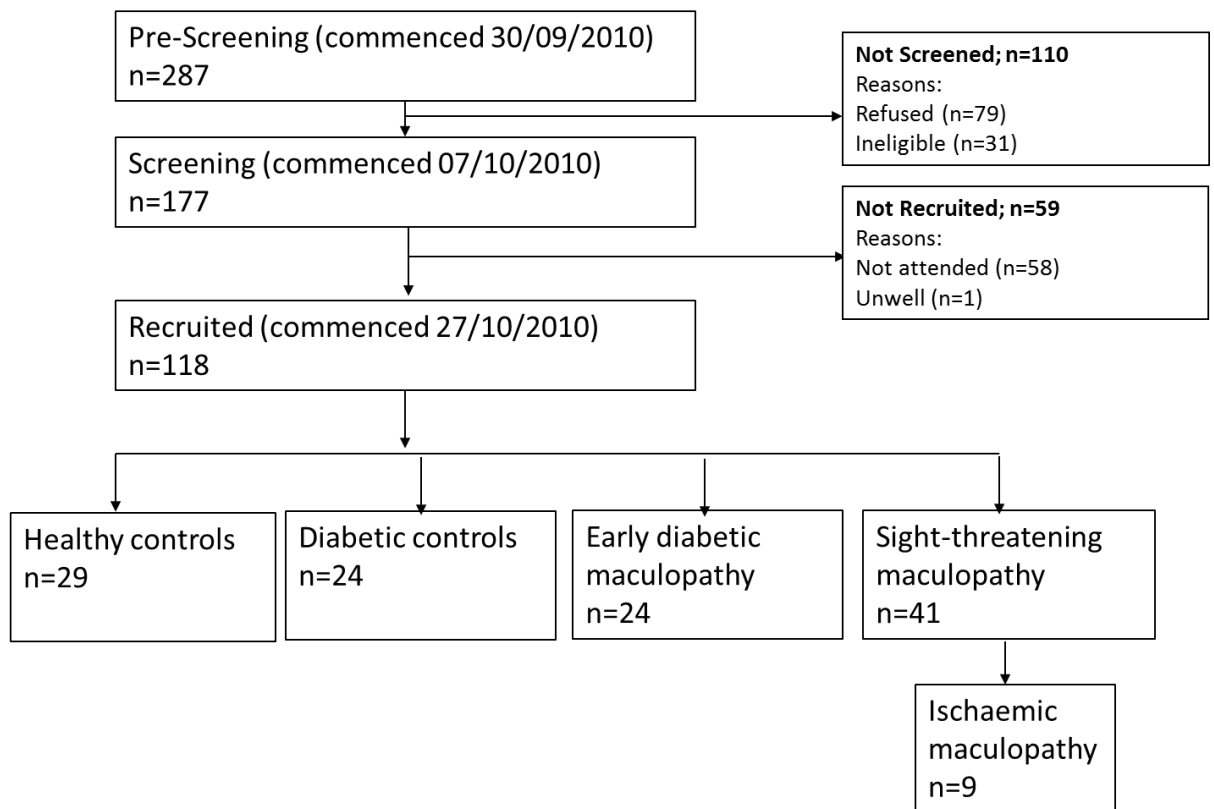 Pre-Screening (commenced 30/09/2010)
n=287
Not Screened; n=110
Reasons:
Refused (n=79)
Ineligible (n=31)
Screening (commenced 07/10/2010)
n=177
Not Recruited; n=59
Reasons:
Not attended (n=58)
Unwell (n=1)
Recruited (commenced 27/10/2010)
n=118
Healthy controls
n=29
Diabetic controls
n=24
Early diabetic
maculopathy
n=24
Sight-threatening
maculopathy
n=41
Ischaemic
maculopathy
n=9